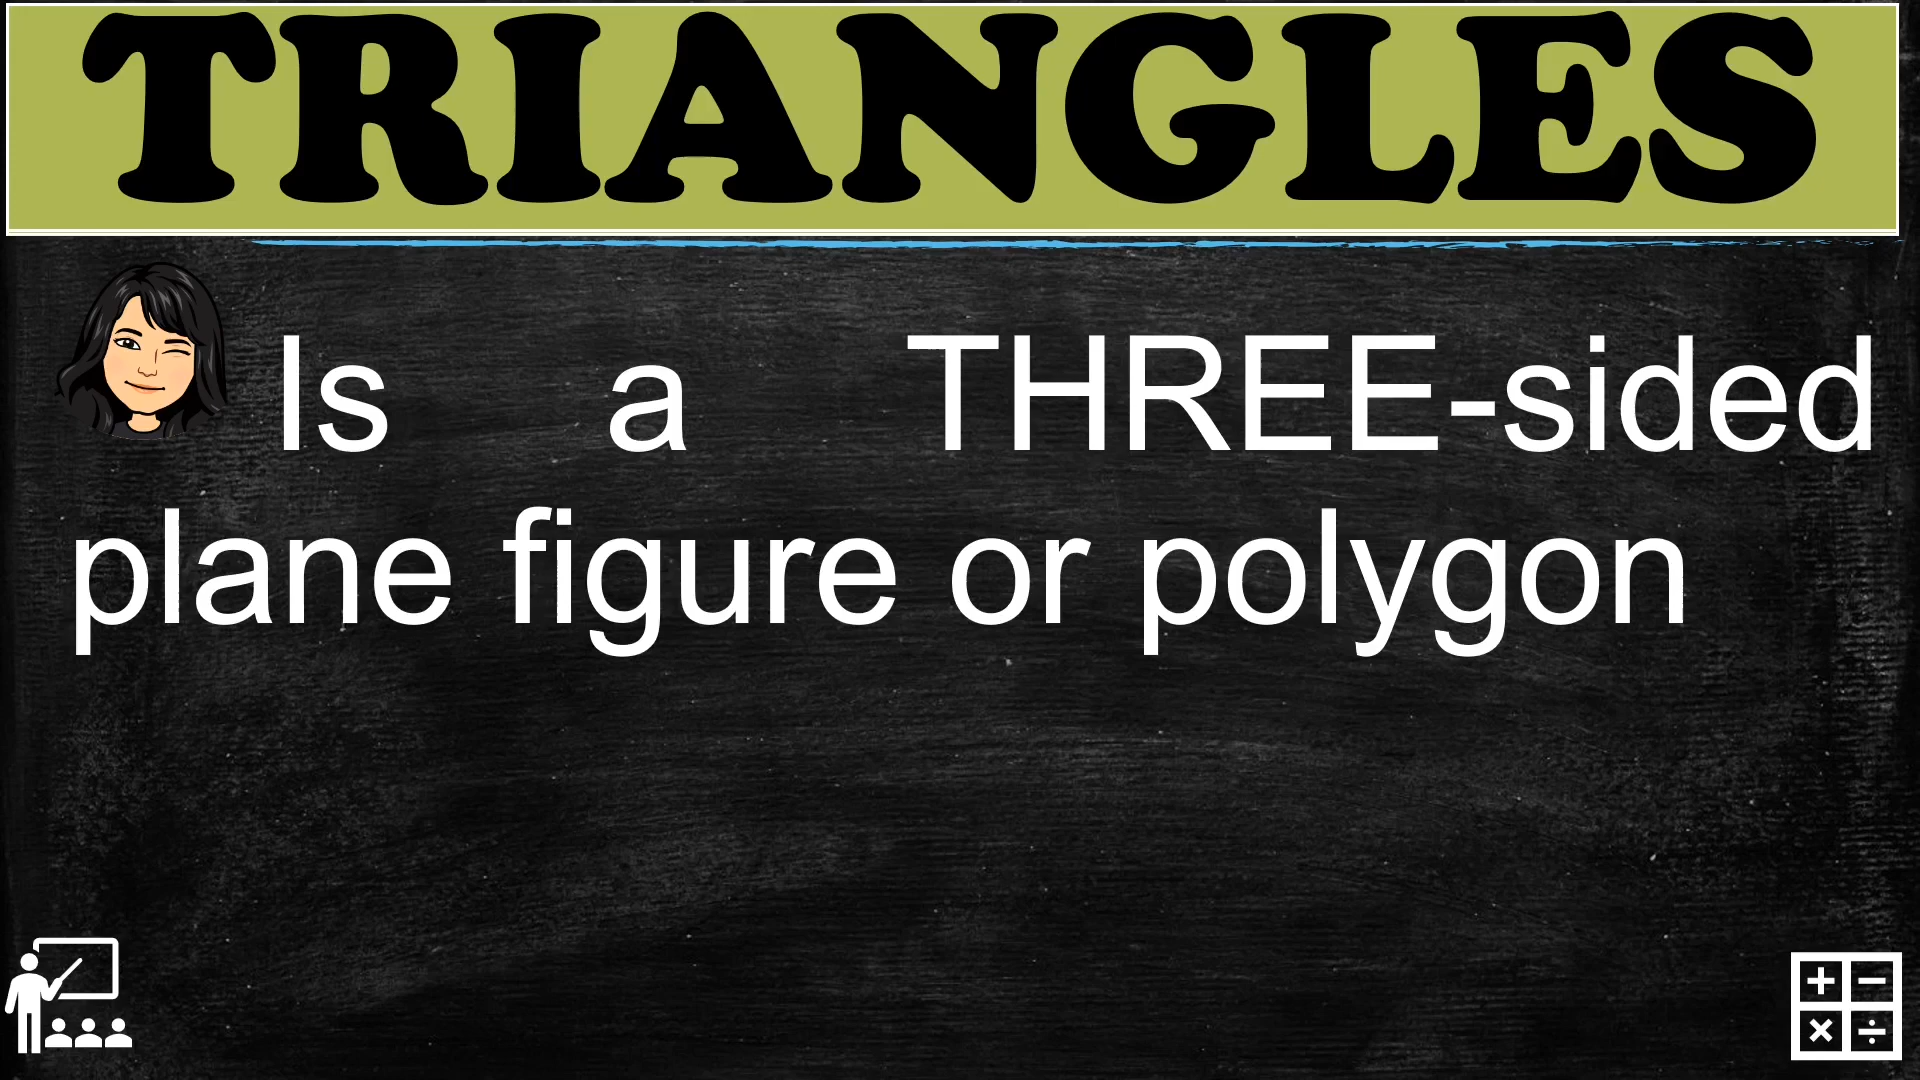 TRIANGLES
Is a THREE-sided
plane figure or polygon
+ −
× ÷